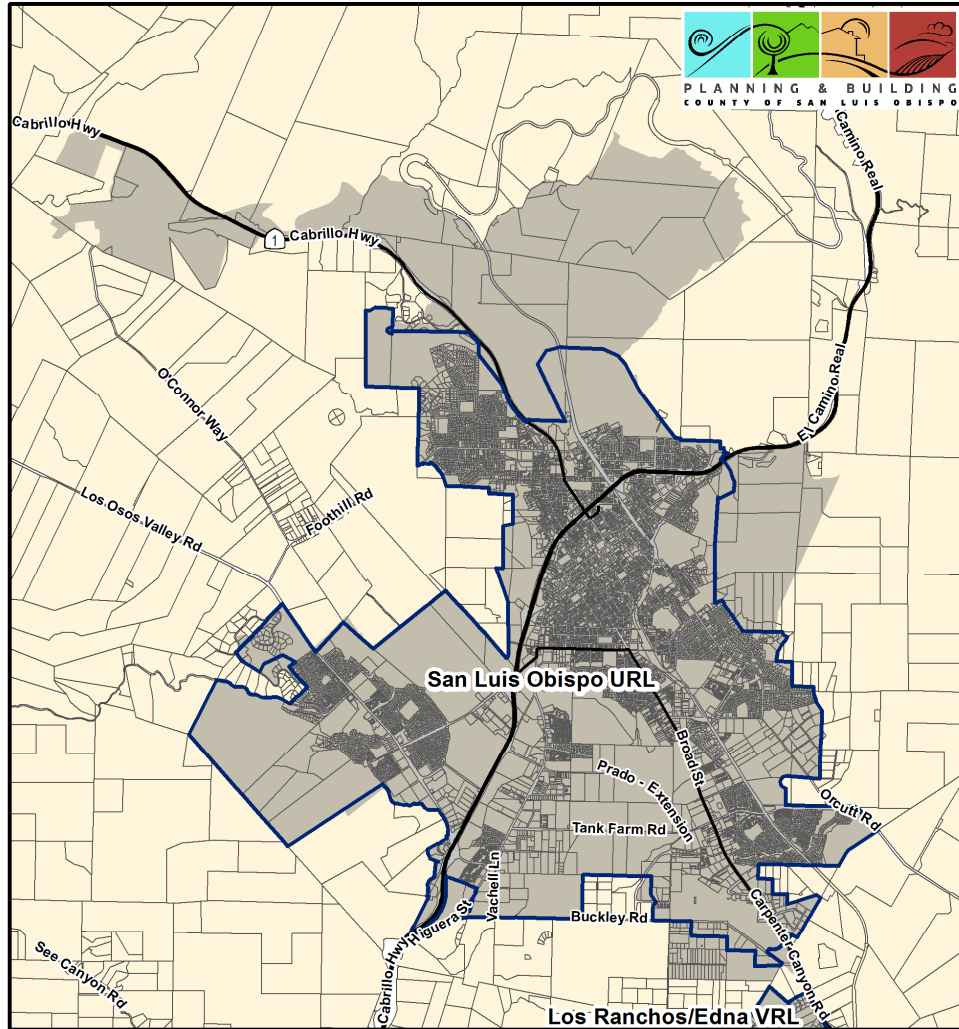 PLANNING & BUILDING
COUNTY OF SAN LUIS OBISPO
Cabrillo Hwy
Camino Real
1
Cabrillo Hwy
El Camino Real
O'Connor Way
Los Osos Valley Rd
Foothill Rd
San Luis Obispo URL
Broad St
Prado - Extension
Orcutt Rd
Tank Farm Rd
Vachell Ln
Higuera St
Buckley Rd
Carpenter Canyon Rd
Cabrillo Hwy
See Canyon Rd
Los Ranchos/Edna VRL